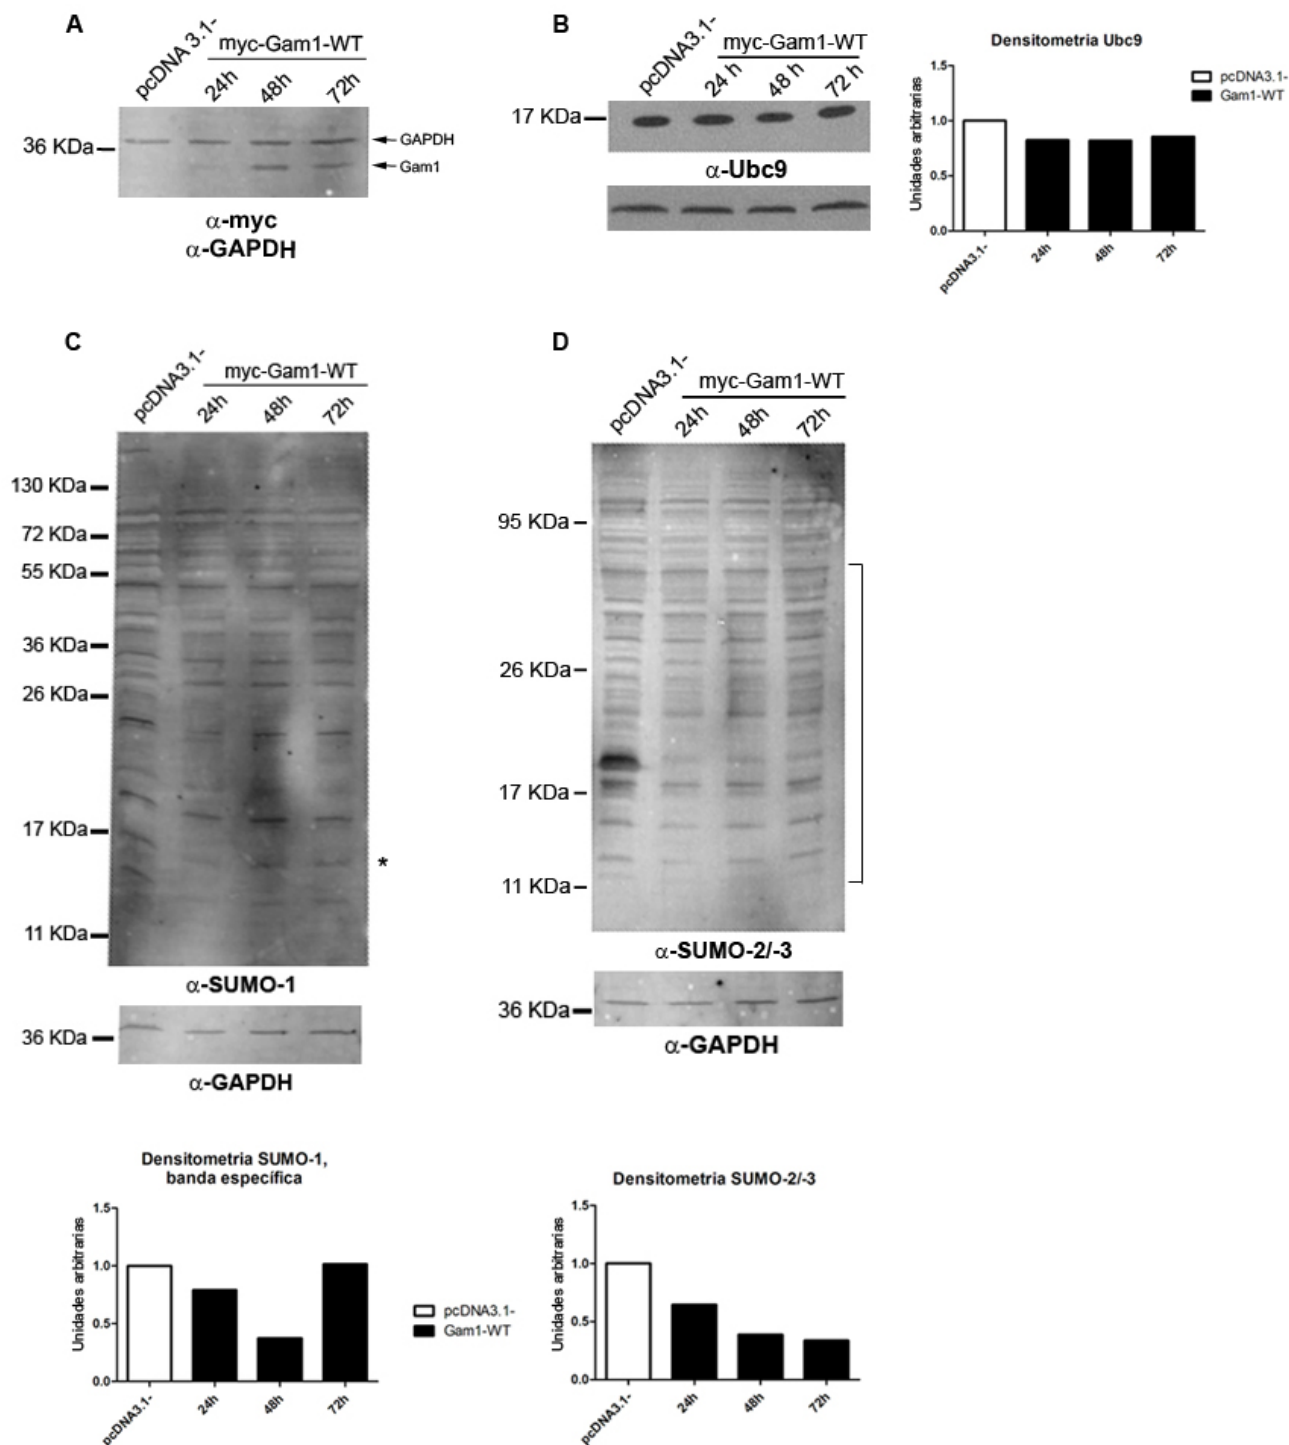 A
pcDNA 3.1-
myc-Gam1-WT
24h
48h
72h
36 KDa
GAPDH
Gam1
α-myc
α-GAPDH
B
pcDNA3.1-
myc-Gam1-WT
24 h
48 h
72 h
17 KDa
α-Ubc9
Densitometria Ubc9
Unidades arbitrarias
1.5
1.0
0.5
0.0
pcDNA3.1-
24h
48h
72h
pcDNA3.1-
Gam1-WT
C
pcDNA3.1-
myc-Gam1-WT
24h
48h
72h
130 KDa
72 KDa
55 KDa
36 KDa
26 KDa
17 KDa
*
11 KDa
α-SUMO-1
36 KDa
α-GAPDH
D
pcDNA3.1-
myc-Gam1-WT
24h
48h
72h
95 KDa
26 KDa
17 KDa
11 KDa
α-SUMO-2/-3
36 KDa
α-GAPDH
Densitometria SUMO-1,
banda específica
Unidades arbitrarias
1.5
1.0
0.5
0.0
pcDNA3.1-
24h
48h
72h
pcDNA3.1-
Gam1-WT
Densitometria SUMO-2/-3
Unidades arbitrarias
1.5
1.0
0.5
0.0
pcDNA3.1-
24h
48h
72h